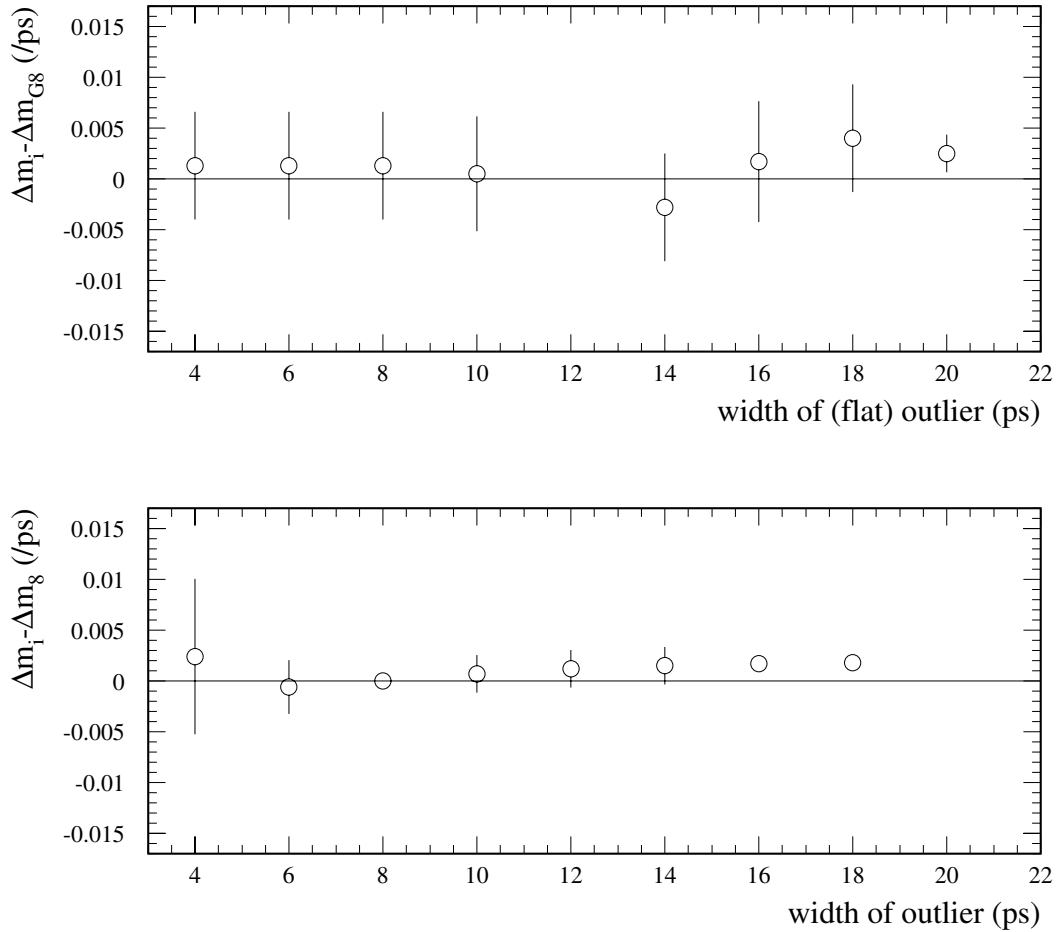 Δm_i-Δm_G8 (/ps)
0.015
0.01
0.005
0
-0.005
-0.01
-0.015
4 6 8 10 12 14 16 18 20 22
width of (flat) outlier (ps)
Δm_i-Δm_8 (/ps)
0.015
0.01
0.005
0
-0.005
-0.01
-0.015
4 6 8 10 12 14 16 18 20 22
width of outlier (ps)